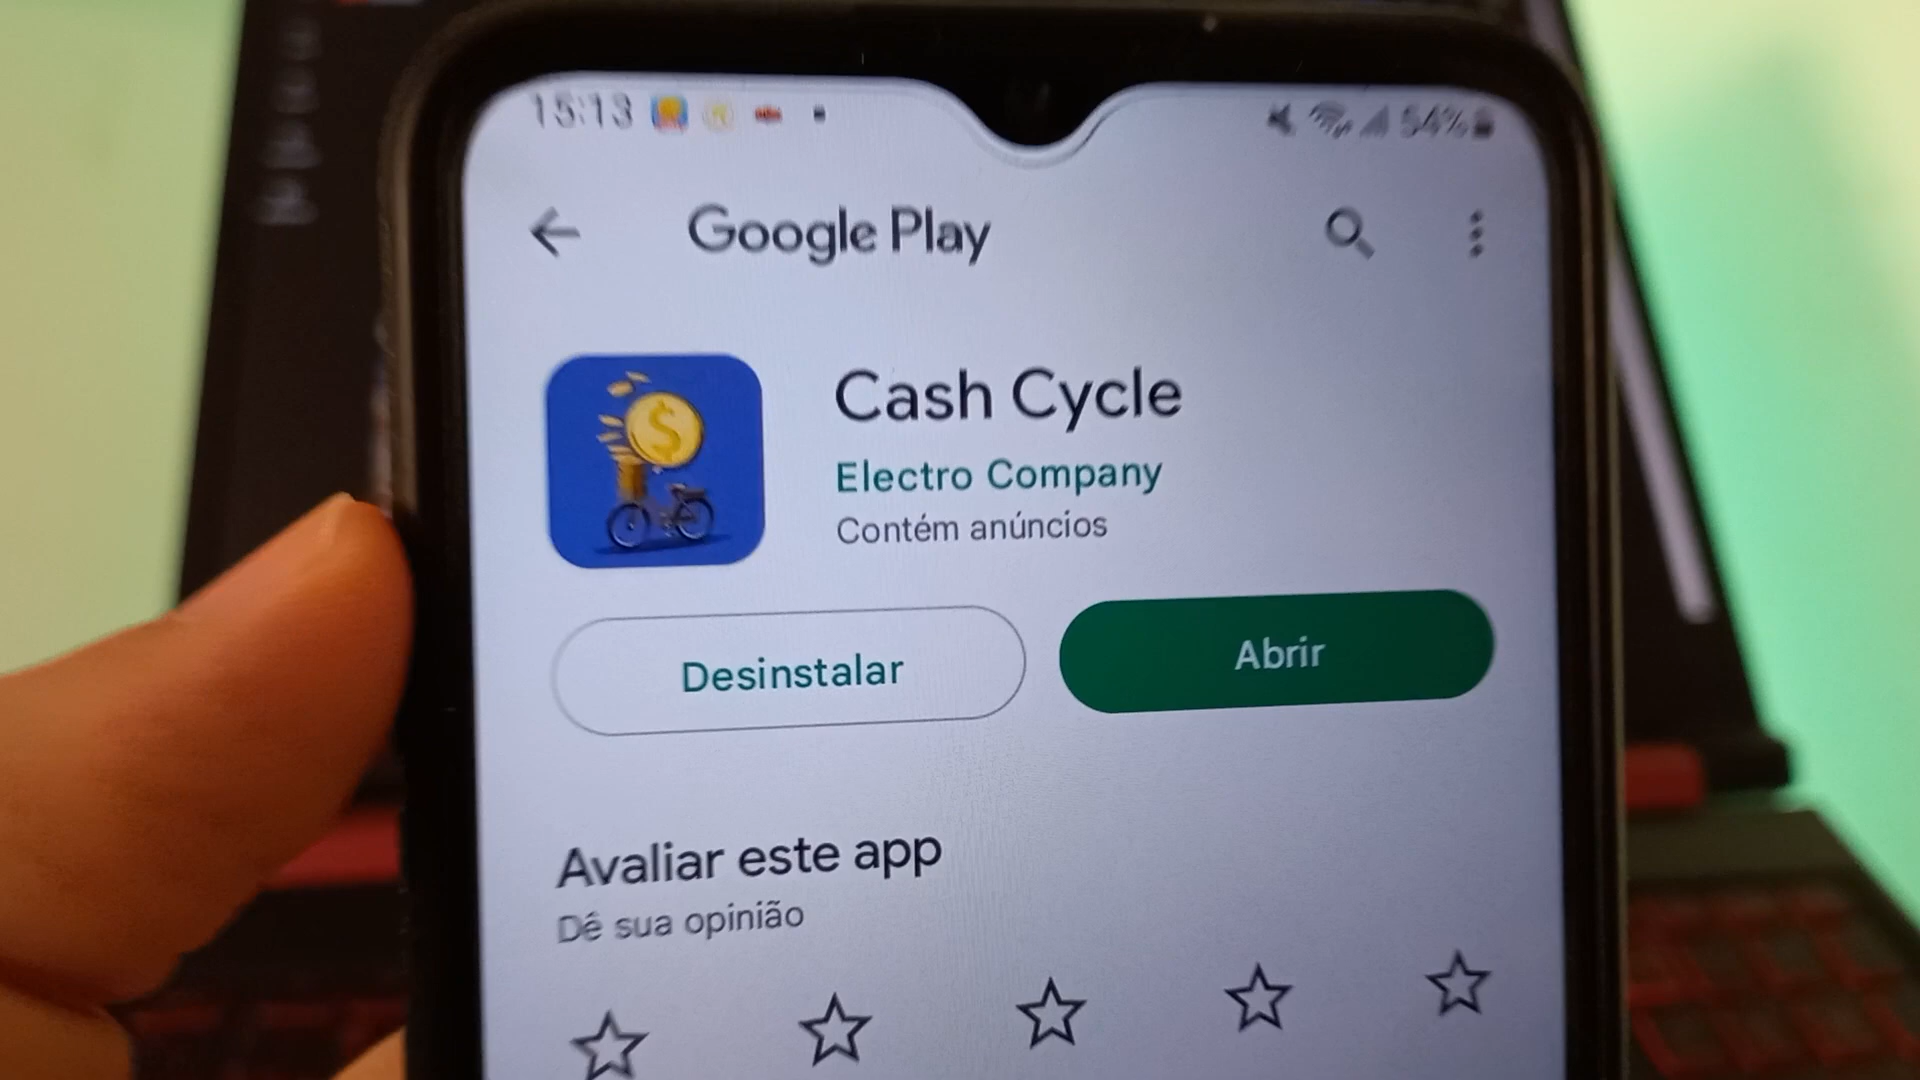 15:13
54%
Google Play
$
Cash Cycle
Electro Company
Contém anúncios
Desinstalar
Abrir
Avaliar este app
Dê sua opinião